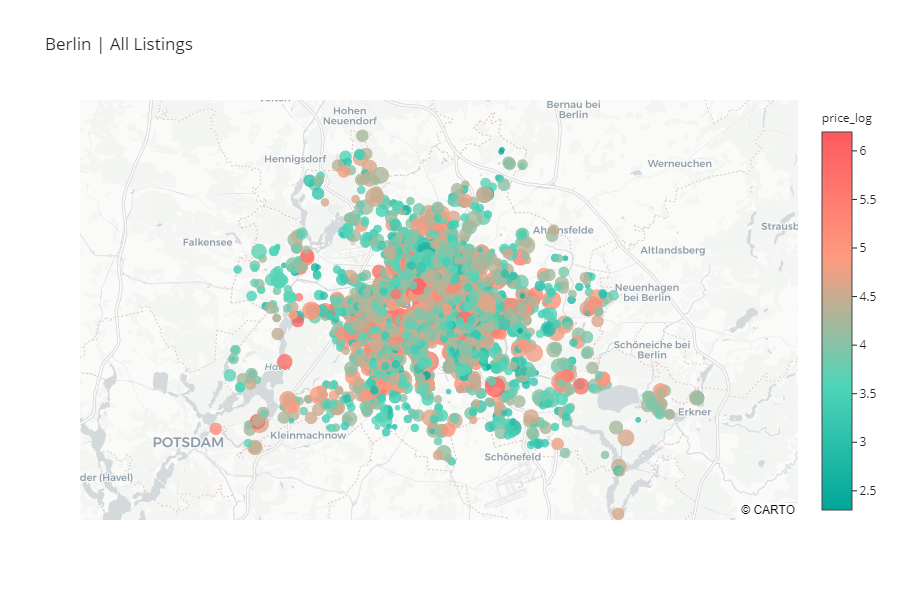 Berlin | All Listings
Hohen
Neuendorf
Bernau bei
Berlin
Hennigsdorf
Werneuchen
Falkensee
Strausb
Altlandsberg
Neuenhagen
bei Berlin
Schöneiche bei
Berlin
Erkner
POTSDAM
Kleinmachnow
Schönefeld
der (Havel)
© CARTO
price_log
6
5.5
5
4.5
4
3.5
3
2.5